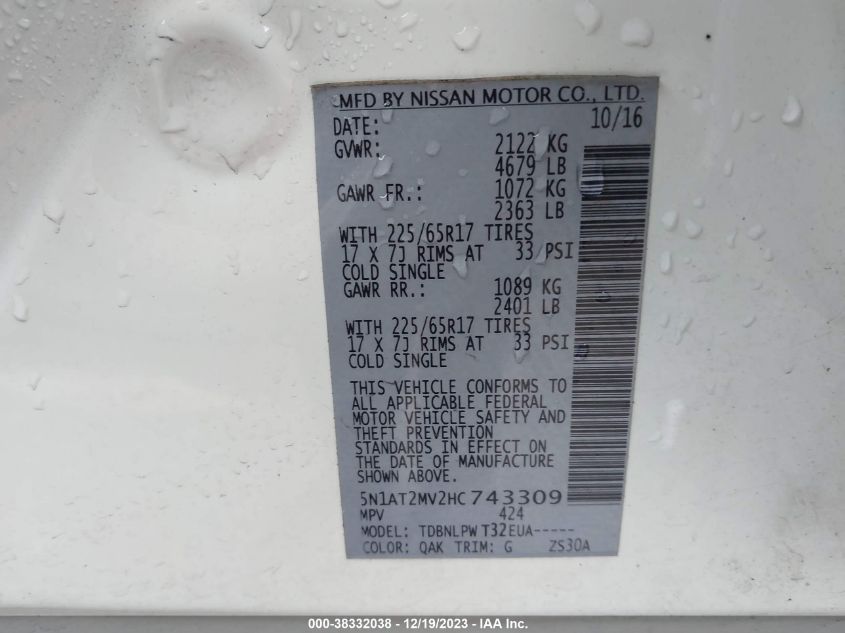 MFD BY NISSAN MOTOR CO., LTD.
DATE: 10/16
GVWR: 2122 KG
4679 LB
GAWR FR.: 1072 KG
2363 LB
WITH 225/65R17 TIRES
17 X 7J RIMS AT 33 PSI
COLD SINGLE
GAWR RR.: 1089 KG
2401 LB
WITH 225/65R17 TIRES
17 X 7J RIMS AT 33 PSI
COLD SINGLE
THIS VEHICLE CONFORMS TO
ALL APPLICABLE FEDERAL
MOTOR VEHICLE SAFETY AND
THEFT PREVENTION
STANDARDS IN EFFECT ON
THE DATE OF MANUFACTURE
SHOWN ABOVE.
5N1AT2MV2HC743309
MPV 424
MODEL: TDBNLPW T32EUA-----
COLOR: QAK TRIM: G ZS30A
000-38332038 - 12/19/2023 - IAA Inc.